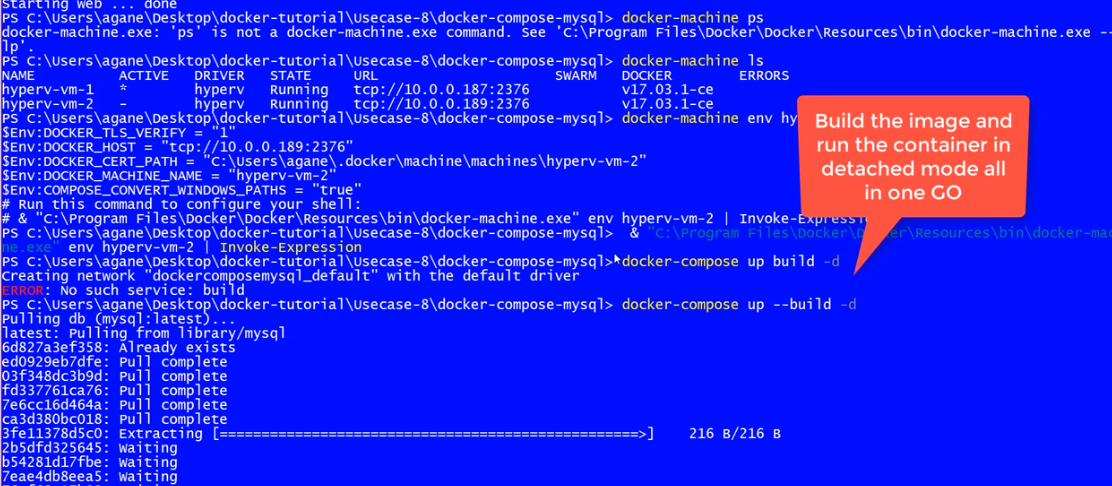 Starting web ... done
PS C:\Users\agane\Desktop\docker-tutorial\Usecase-8\docker-compose-mysql> docker-machine ps
docker-machine.exe: 'ps' is not a docker-machine.exe command. See 'C:\Program Files\Docker\Docker\Resources\bin\docker-machine.exe --
lp'.
PS C:\Users\agane\Desktop\docker-tutorial\Usecase-8\docker-compose-mysql> docker-machine ls
NAME ACTIVE DRIVER STATE URL SWARM DOCKER ERRORS
hyperv-vm-1 * hyperv Running tcp://10.0.0.187:2376 v17.03.1-ce
hyperv-vm-2 - hyperv Running tcp://10.0.0.189:2376 v17.03.1-ce
PS C:\Users\agane\Desktop\docker-tutorial\Usecase-8\docker-compose-mysql> docker-machine env hy
$Env:DOCKER_TLS_VERIFY = "1"
$Env:DOCKER_HOST = "tcp://10.0.0.189:2376"
$Env:DOCKER_CERT_PATH = "C:\Users\agane\.docker\machine\machines\hyperv-vm-2"
$Env:DOCKER_MACHINE_NAME = "hyperv-vm-2"
$Env:COMPOSE_CONVERT_WINDOWS_PATHS = "true"
# Run this command to configure your shell:
# & "C:\Program Files\Docker\Docker\Resources\bin\docker-machine.exe" env hyperv-vm-2 | Invoke-Expression
PS C:\Users\agane\Desktop\docker-tutorial\Usecase-8\docker-compose-mysql> & "C:\Program Files\Docker\Docker\Resources\bin\docker-mac
ne.exe" env hyperv-vm-2 | Invoke-Expression
PS C:\Users\agane\Desktop\docker-tutorial\Usecase-8\docker-compose-mysql> docker-compose up build -d
Creating network "dockercomposemysql_default" with the default driver
ERROR: No such service: build
PS C:\Users\agane\Desktop\docker-tutorial\Usecase-8\docker-compose-mysql> docker-compose up --build -d
Pulling db (mysql:latest)...
latest: Pulling from library/mysql
6d827a3ef358: Already exists
ed0929eb7dfe: Pull complete
03f348dc3b9d: Pull complete
fd337761ca76: Pull complete
7e6cc16d464a: Pull complete
ca3d380bc018: Pull complete
3fe11378d5c0: Extracting [==================================================>] 216 B/216 B
2b5dfd325645: Waiting
b54281d17fbe: Waiting
7eae4db8eea5: Waiting
Build the image and
run the container in
detached mode all
in one GO